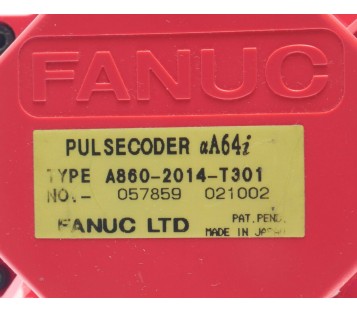 FANUC
PULSECODER αA64i
TYPE A860-2014-T301
NO.- 057859 021002
FANUC LTD PAT. PEND.
MADE IN JAPAN